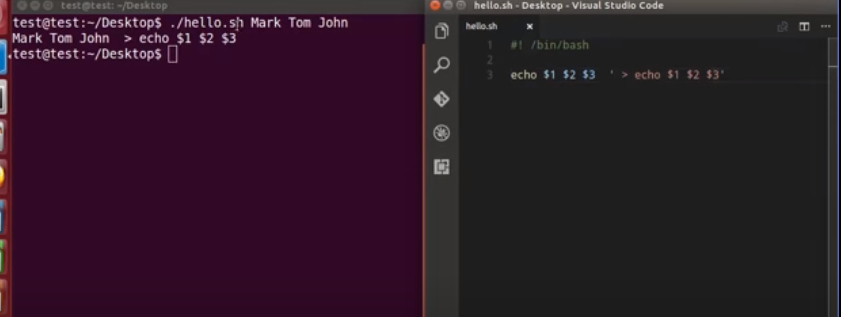 test@test: ~/Desktop
test@test:~/Desktop$ ./hello.sh Mark Tom John
Mark Tom John  > echo $1 $2 $3
test@test:~/Desktop$
hello.sh - Desktop - Visual Studio Code
hello.sh
1 #! /bin/bash
2
3 echo $1 $2 $3  ' > echo $1 $2 $3'